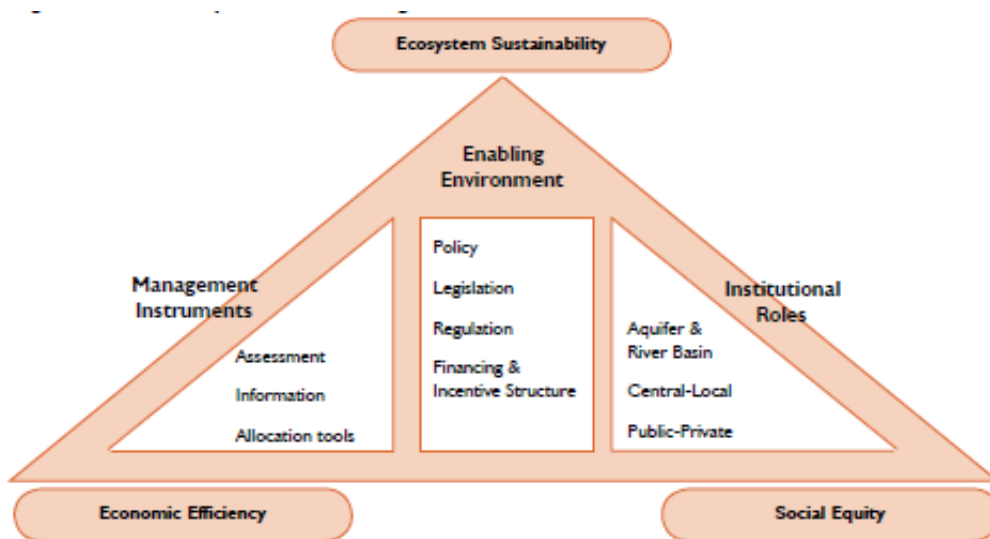 Ecosystem Sustainability
Enabling
Environment
Management
Instruments
Assessment
Information
Allocation tools
Policy
Legislation
Regulation
Financing &
Incentive Structure
Institutional
Roles
Aquifer &
River Basin
Central-Local
Public-Private
Economic Efficiency
Social Equity